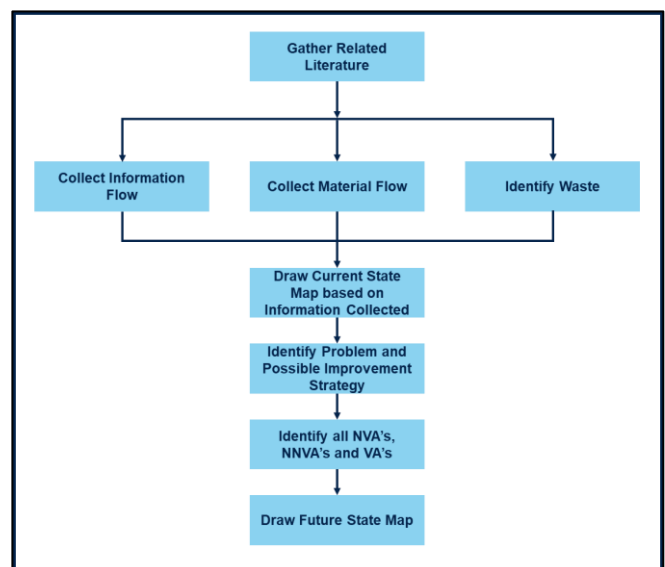 Gather Related
Literature
Collect Information
Flow
Collect Material Flow
Identify Waste
Draw Current State
Map based on
Information Collected
Identify Problem and
Possible Improvement
Strategy
Identify all NVA's,
NNVA's and VA's
Draw Future State Map